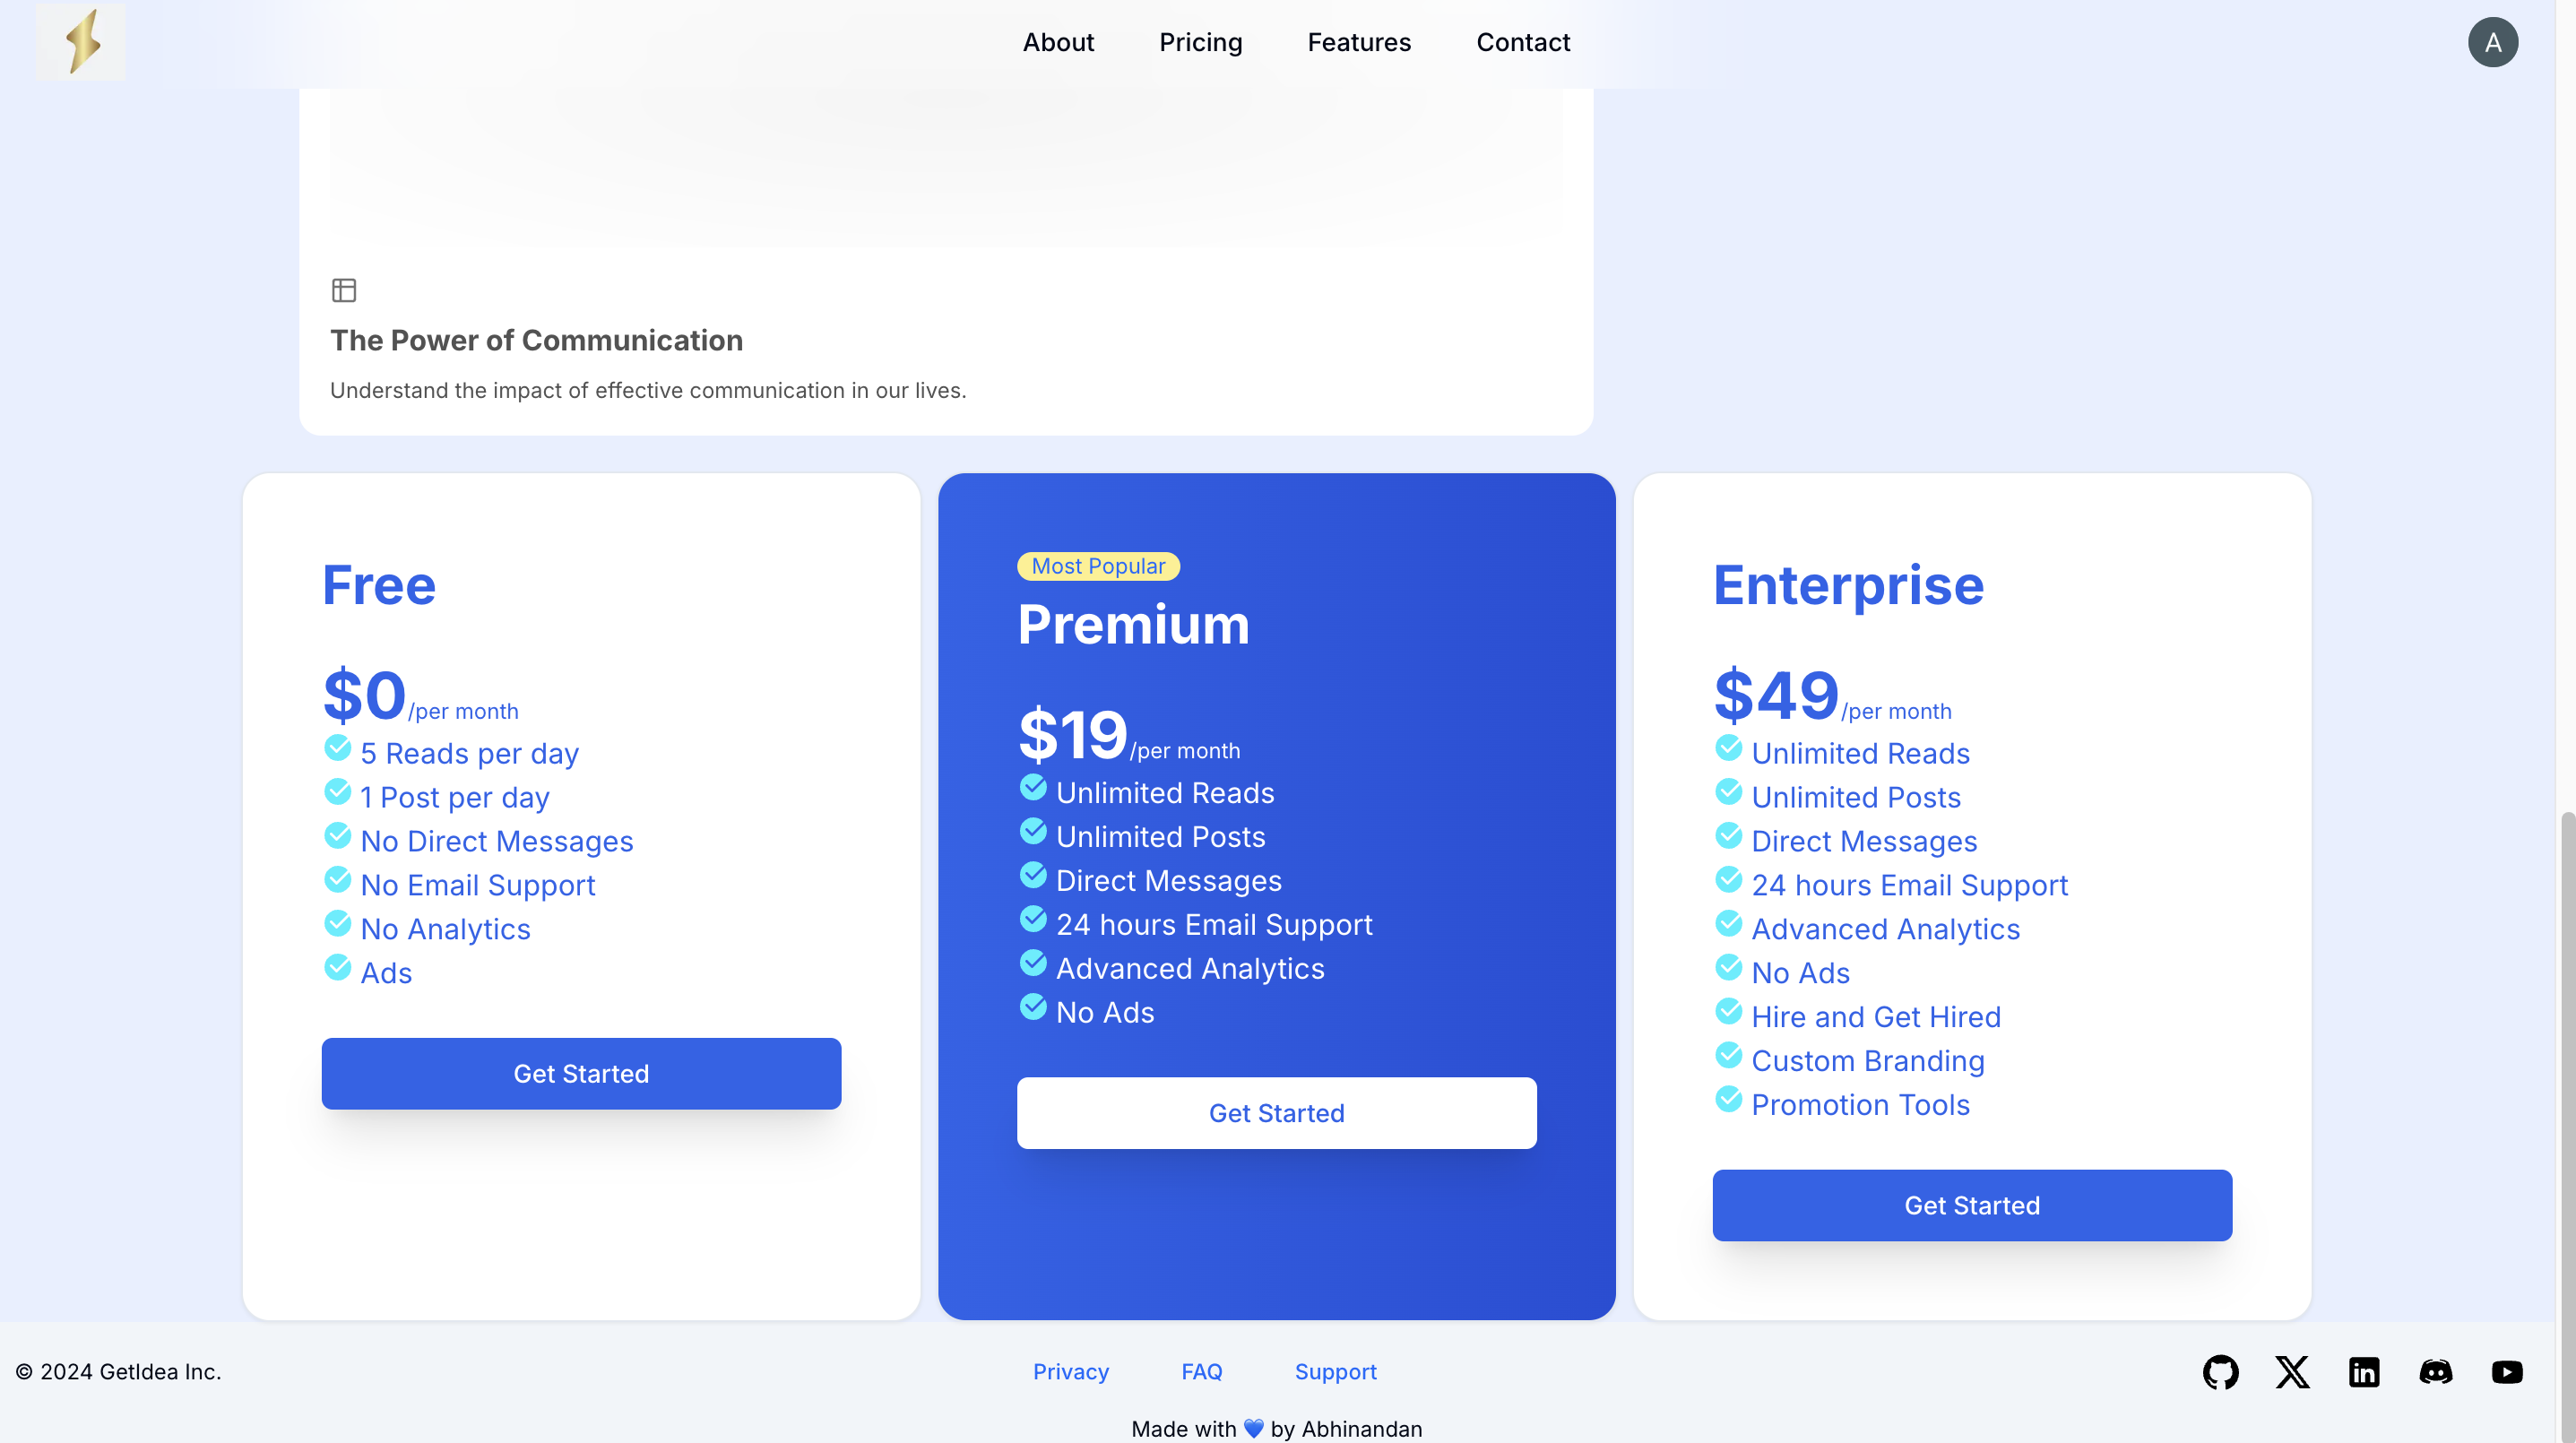 About
Pricing
Features
Contact
A
The Power of Communication
Understand the impact of effective communication in our lives.
Free
$0/per month
5 Reads per day
1 Post per day
No Direct Messages
No Email Support
No Analytics
Ads
Get Started
Most Popular
Premium
$19/per month
Unlimited Reads
Unlimited Posts
Direct Messages
24 hours Email Support
Advanced Analytics
No Ads
Get Started
Enterprise
$49/per month
Unlimited Reads
Unlimited Posts
Direct Messages
24 hours Email Support
Advanced Analytics
No Ads
Hire and Get Hired
Custom Branding
Promotion Tools
Get Started
© 2024 GetIdea Inc.
Privacy
FAQ
Support
Made with 💙 by Abhinandan